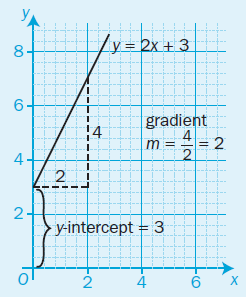 y
8
y = 2x + 3
6
4
gradient
m = 4/2 = 2
4
2
2
y-intercept = 3
O
2
4
6
x